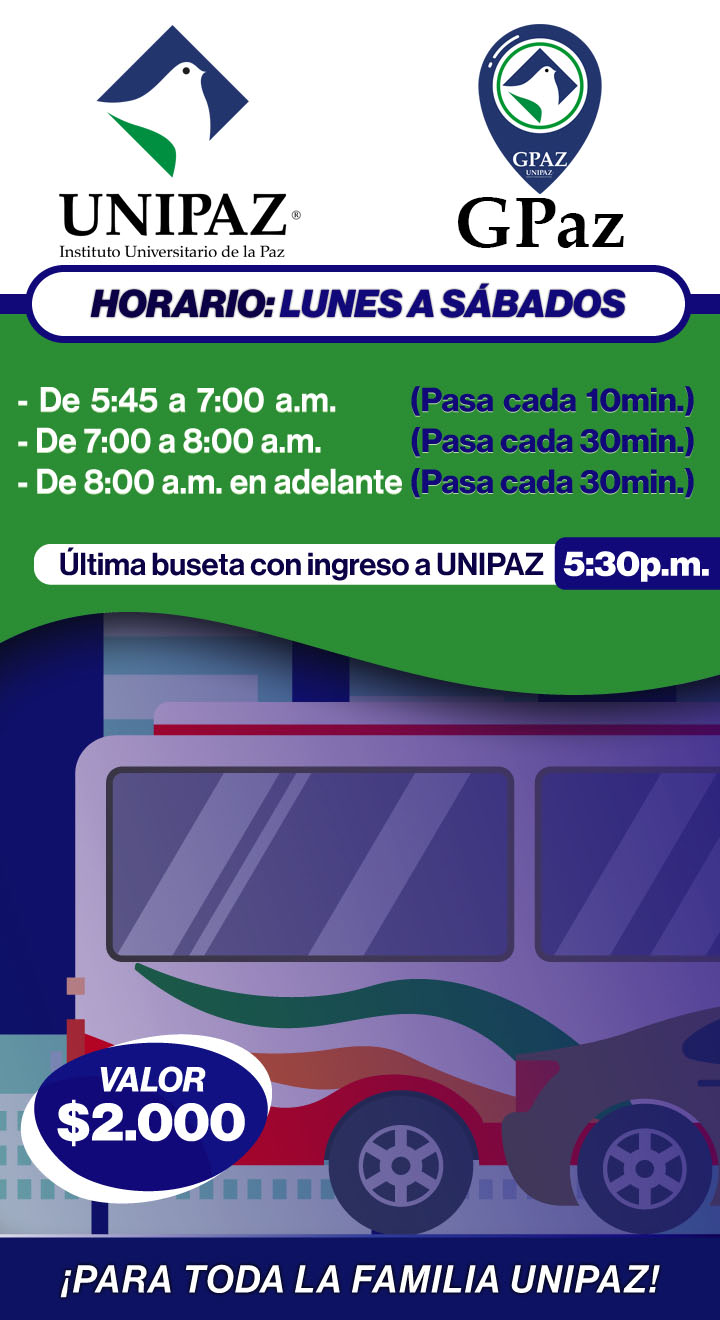 UNIPAZ®
Instituto Universitario de la Paz
GPAZ
UNIPAZ
GPaz
HORARIO: LUNES A SÁBADOS
- De 5:45 a 7:00 a.m. (Pasa cada 10min.)
- De 7:00 a 8:00 a.m. (Pasa cada 30min.)
- De 8:00 a.m. en adelante (Pasa cada 30min.)
Última buseta con ingreso a UNIPAZ 5:30p.m.
VALOR
$2.000
¡PARA TODA LA FAMILIA UNIPAZ!